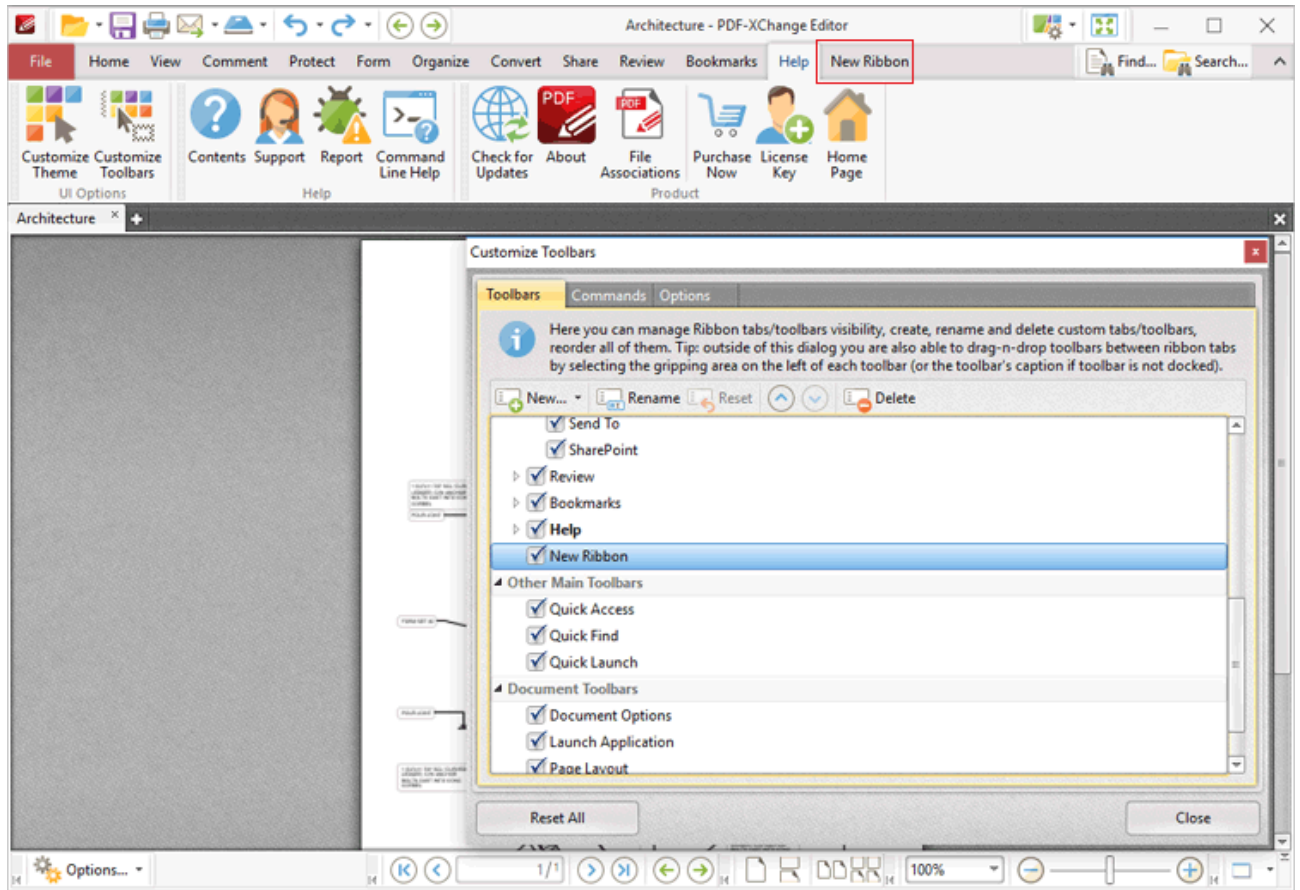 Architecture - PDF-XChange Editor
File Home View Comment Protect Form Organize Convert Share Review Bookmarks Help New Ribbon Find... Search...
Customize Theme
Customize Toolbars
UI Options
Contents
Support
Report
Command Line Help
Help
Check for Updates
PDF
About
PDF
File Associations
Purchase Now
License Key
Home Page
Product
Architecture
Customize Toolbars
Toolbars Commands Options
Here you can manage Ribbon tabs/toolbars visibility, create, rename and delete custom tabs/toolbars,
reorder all of them. Tip: outside of this dialog you are also able to drag-n-drop toolbars between ribbon tabs
by selecting the gripping area on the left of each toolbar (or the toolbar's caption if toolbar is not docked).
New... Rename Reset Delete
Send To
SharePoint
Review
Bookmarks
Help
New Ribbon
Other Main Toolbars
Quick Access
Quick Find
Quick Launch
Document Toolbars
Document Options
Launch Application
Page Layout
Reset All Close
Options... 1/1 100%